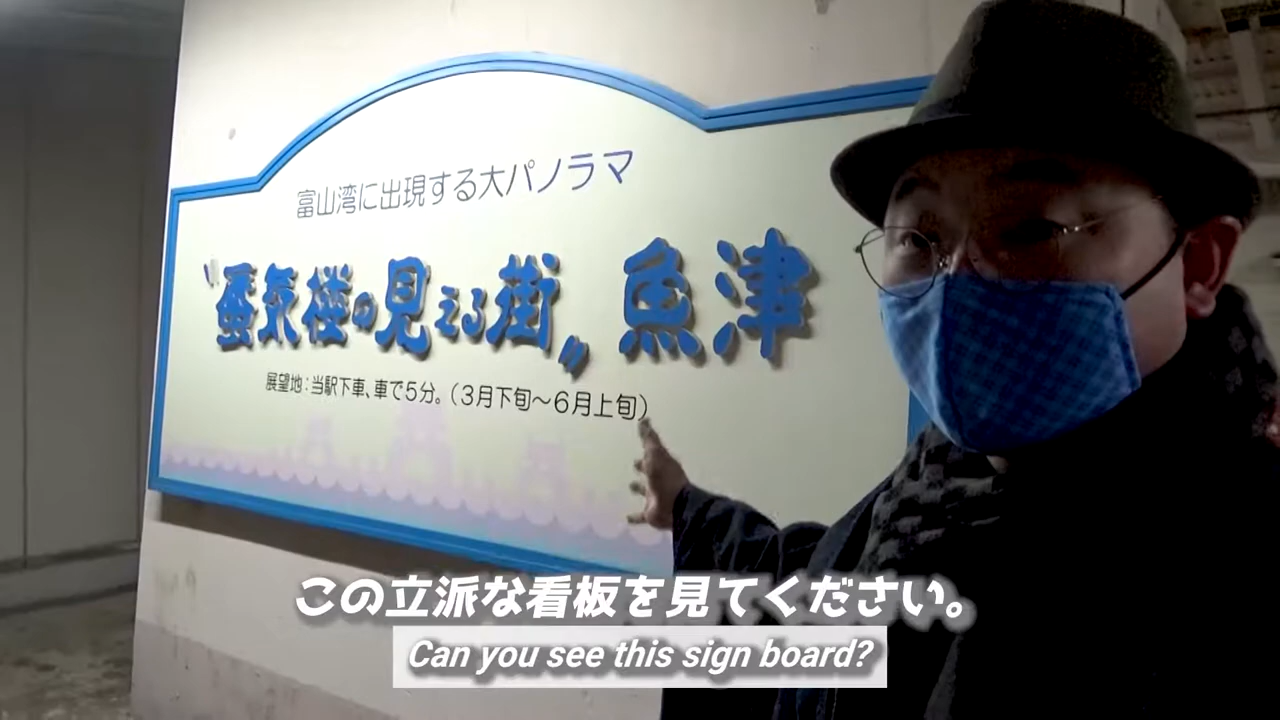 富山湾に出現する大パノラマ
〝蜃気楼の見える街〟魚津
展望地：当駅下車、車で5分。（3月下旬～6月上旬）
この立派な看板を見てください。
Can you see this sign board?